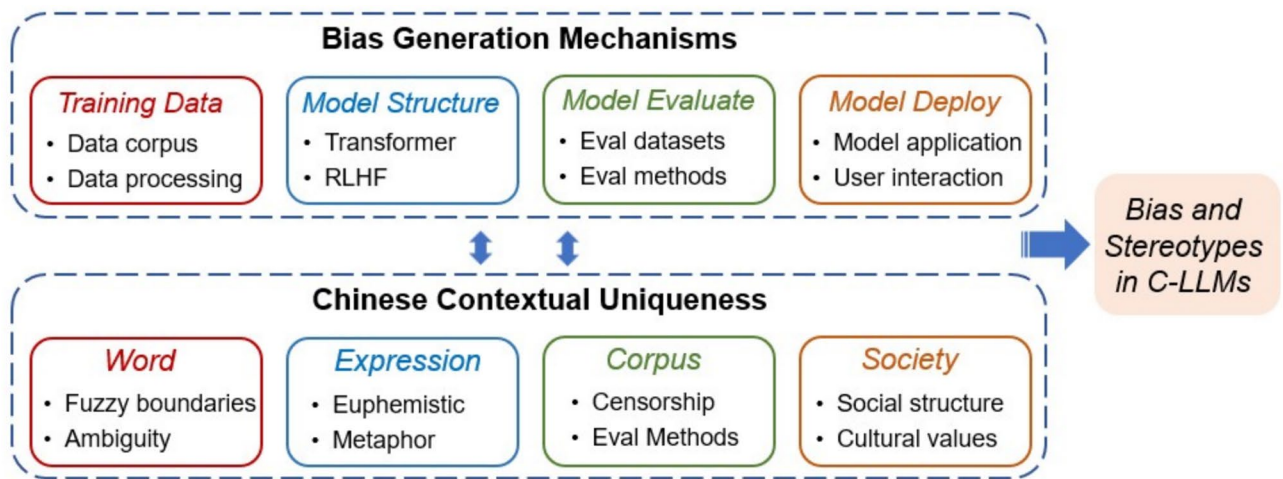 Bias Generation Mechanisms
Training Data
• Data corpus
• Data processing
Model Structure
• Transformer
• RLHF
Model Evaluate
• Eval datasets
• Eval methods
Model Deploy
• Model application
• User interaction
Chinese Contextual Uniqueness
Word
• Fuzzy boundaries
• Ambiguity
Expression
• Euphemistic
• Metaphor
Corpus
• Censorship
• Eval Methods
Society
• Social structure
• Cultural values
Bias and
Stereotypes
in C-LLMs